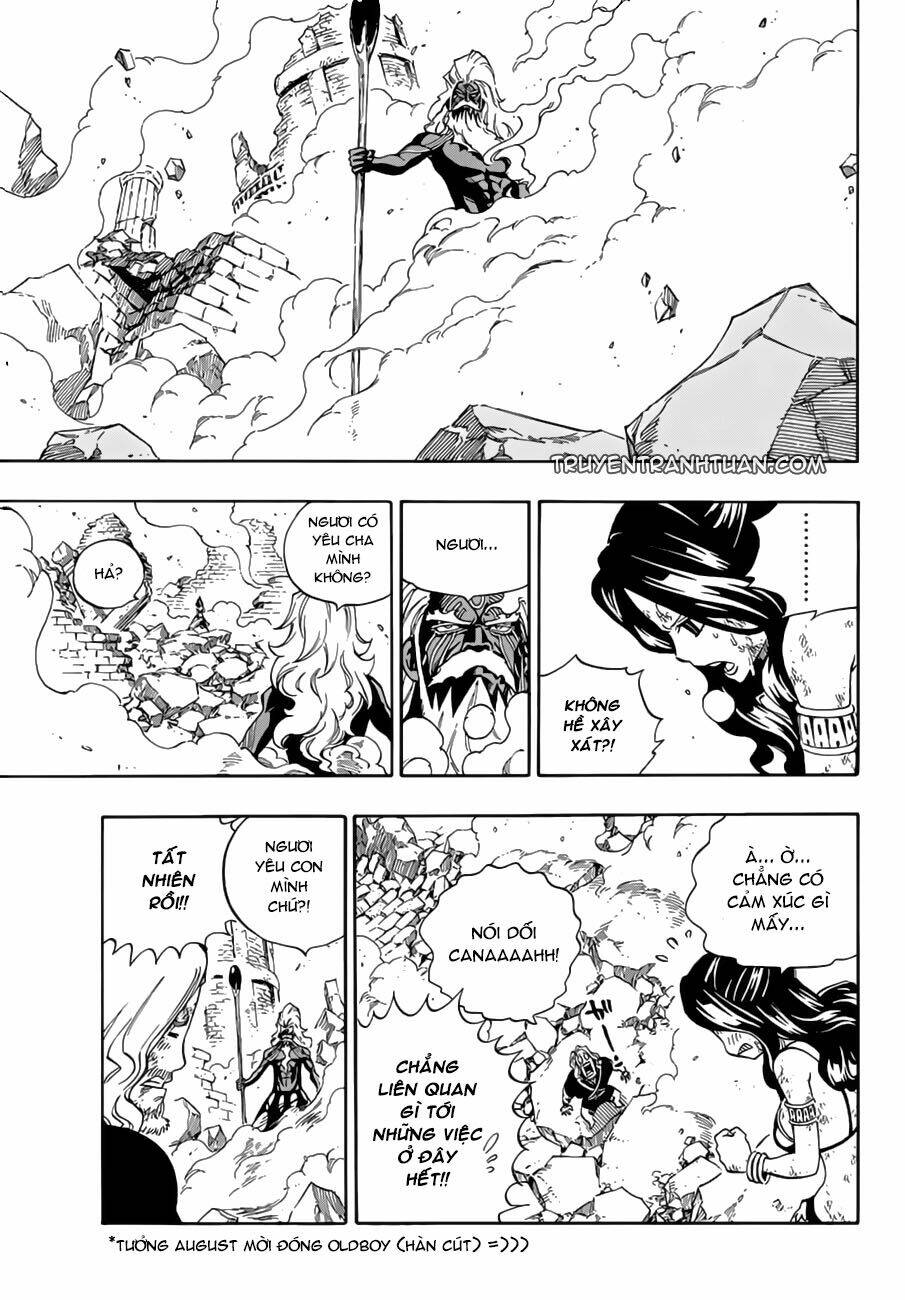 TRUYENTRANHTUAN.COM
..........
KHÔNG
HỀ XÂY
XÁT?!
NGƯƠI...
NGƯƠI CÓ
YÊU CHA
MÌNH
KHÔNG?
HẢ?
À... Ờ...
CHẲNG CÓ
CẢM XÚC GÌ
MẤY...
NÓI DỐI
CANAAAAHH!
CHẲNG
LIÊN QUAN
GÌ TỚI
NHỮNG VIỆC
Ở ĐÂY
HẾT!!
NGƯƠI
YÊU CON
MÌNH
CHỨ?!
TẤT
NHIÊN
RỒI!!
*TƯỞNG AUGUST MỜI ĐÓNG OLDBOY (HÀN CÚT) =)))